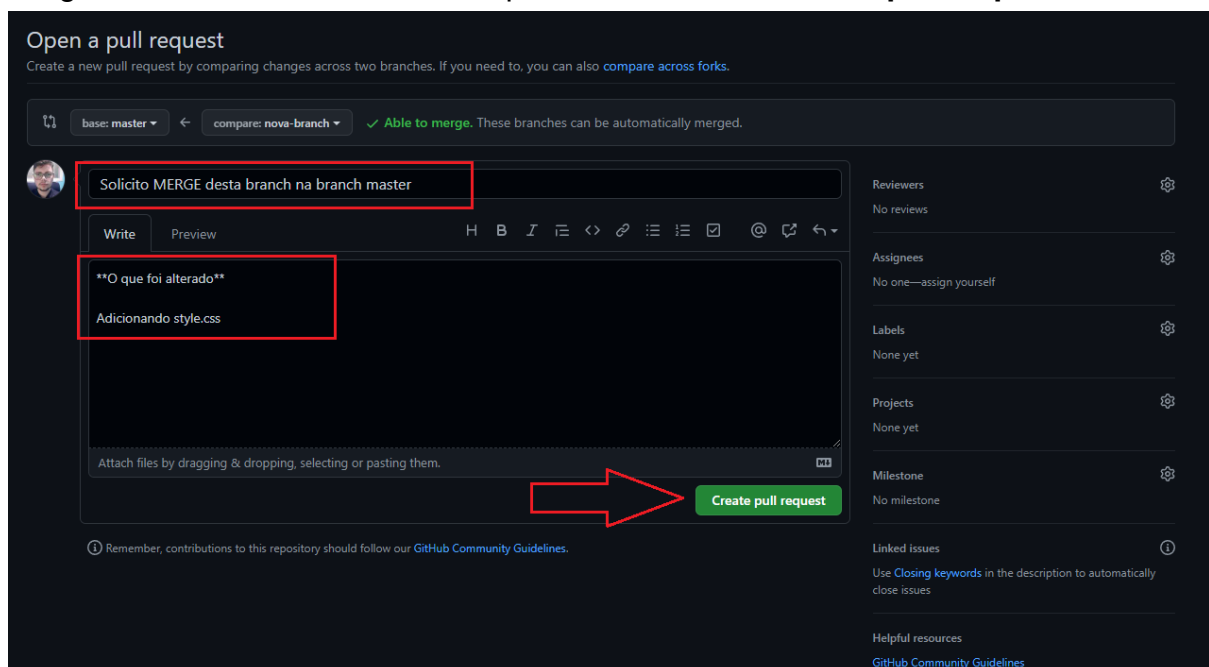 Open a pull request
Create a new pull request by comparing changes across two branches. If you need to, you can also compare across forks.
base: master ← compare: nova-branch ✓ Able to merge. These branches can be automatically merged.
Solicito MERGE desta branch na branch master
Write Preview
**O que foi alterado**
Adicionando style.css
Attach files by dragging & dropping, selecting or pasting them.
Create pull request
Remember, contributions to this repository should follow our GitHub Community Guidelines.
Reviewers
No reviews
Assignees
No one—assign yourself
Labels
None yet
Projects
None yet
Milestone
No milestone
Linked issues
Use Closing keywords in the description to automatically
close issues
Helpful resources
GitHub Community Guidelines